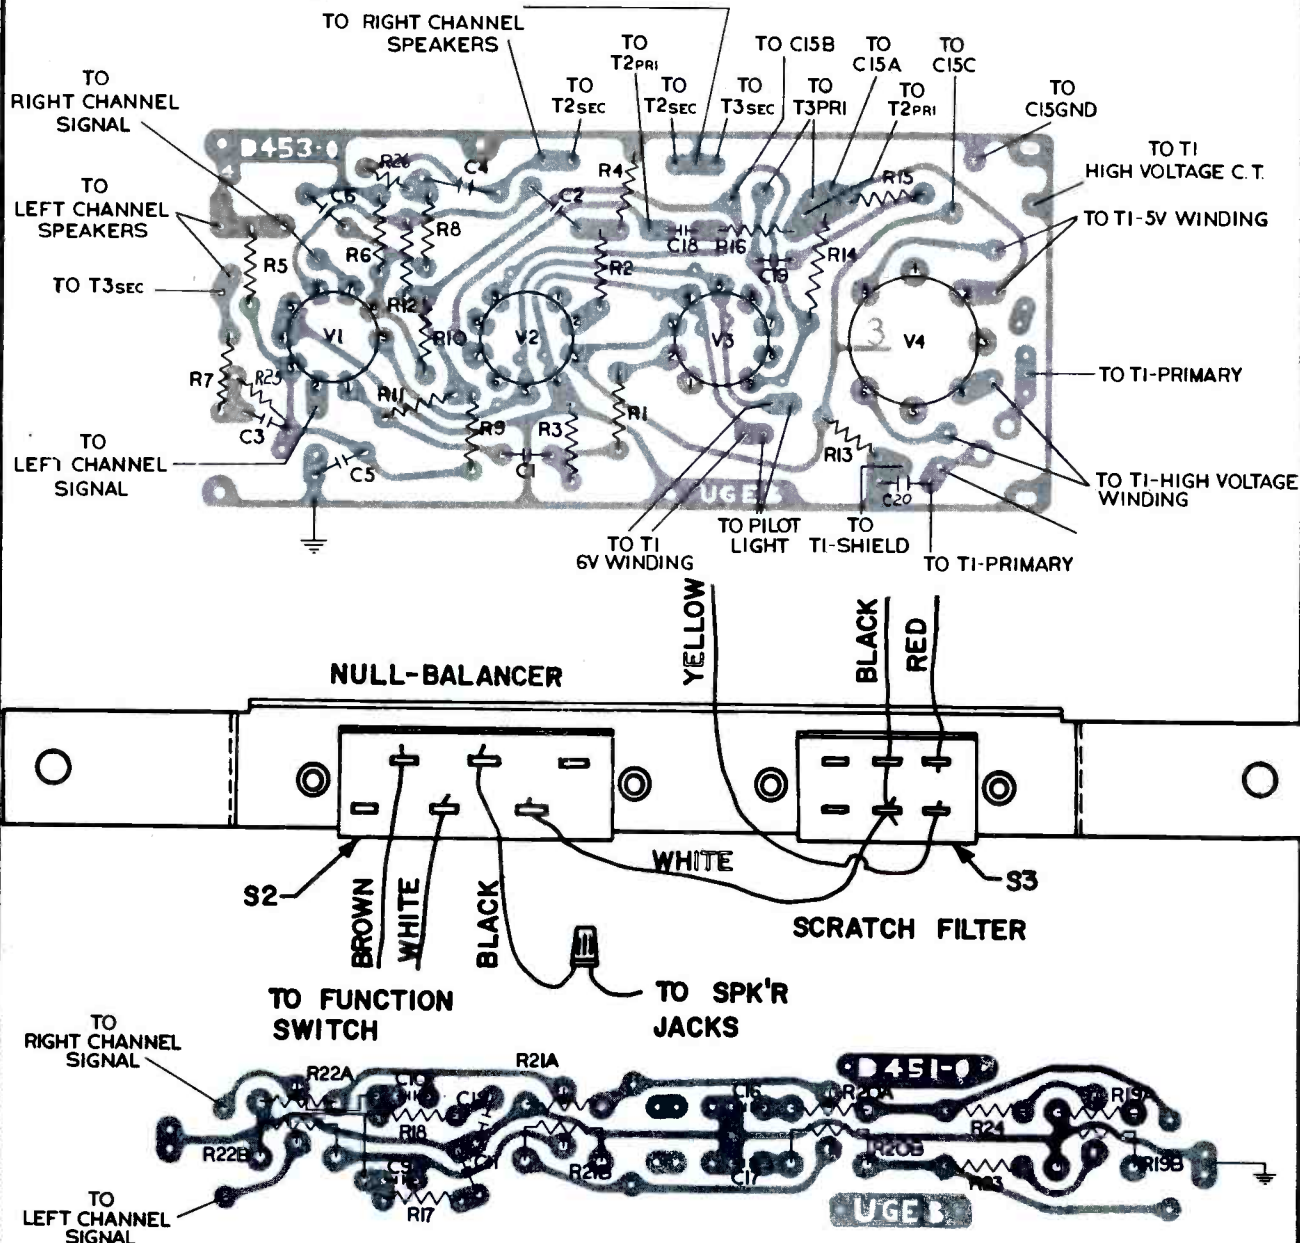 TO RIGHT CHANNEL
SPEAKERS
TO
T2PRI
TO C15B
TO
C15A
TO
C15C
TO
RIGHT CHANNEL
SIGNAL
TO
T2SEC
TO
T2SEC
TO
T3SEC
TO
T3PRI
TO
T2PRI
TO
C15GND
TO T1
HIGH VOLTAGE C.T.
TO
LEFT CHANNEL
SPEAKERS
TO T1-5V WINDING
TO T3SEC
D453-0
R26
C4
R4
R15
C6
C2
R8
R6
C18
R16
R14
R5
R2
C19
R12
V1
R10
V2
V3
3
V4
R7
R25
R11
C3
R9
R3
R1
R13
C5
C1
C20
UGE B
TO T1-PRIMARY
TO
LEFT CHANNEL
SIGNAL
TO T1-HIGH VOLTAGE
WINDING
TO T1
6V WINDING
TO PILOT
LIGHT
TO
T1-SHIELD
TO T1-PRIMARY
YELLOW
BLACK
RED
NULL-BALANCER
S2
WHITE
S3
BROWN
WHITE
BLACK
SCRATCH FILTER
TO FUNCTION
SWITCH
TO SPK'R
JACKS
TO
RIGHT CHANNEL
SIGNAL
R22A
C10
R21A
D451-0
C16
R20A
R19A
R18
R24
R22B
C9
C21
R21B
C17
R20B
R19B
R23
R17
UGE B
TO
LEFT CHANNEL
SIGNAL